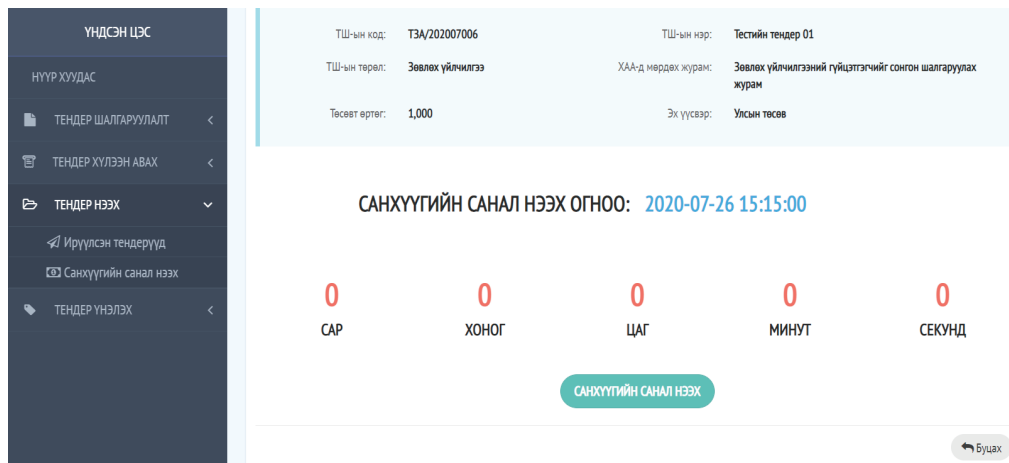 ҮНДСЭН ЦЭС
НҮҮР ХУУДАС
ТЕНДЕР ШАЛГАРУУЛАЛТ
ТЕНДЕР ХҮЛЭЭН АВАХ
ТЕНДЕР НЭЭХ
Ирүүлсэн тендерүүд
Санхүүгийн санал нээх
ТЕНДЕР ҮНЭЛЭХ
ТШ-ын код: ТЗА/202007006 ТШ-ын нэр: Тестийн тендер 01
ТШ-ын төрөл: Зөвлөх үйлчилгээ ХАА-д мөрдөх журам: Зөвлөх үйлчилгээний гүйцэтгэгчийг сонгон шалгаруулах
журам
Төсөвт өртөг: 1,000 Эх үүсвэр: Улсын төсөв
САНХҮҮГИЙН САНАЛ НЭЭХ ОГНОО: 2020-07-26 15:15:00
0 0 0 0 0
САР ХОНОГ ЦАГ МИНУТ СЕКУНД
САНХҮҮГИЙН САНАЛ НЭЭХ
Буцах